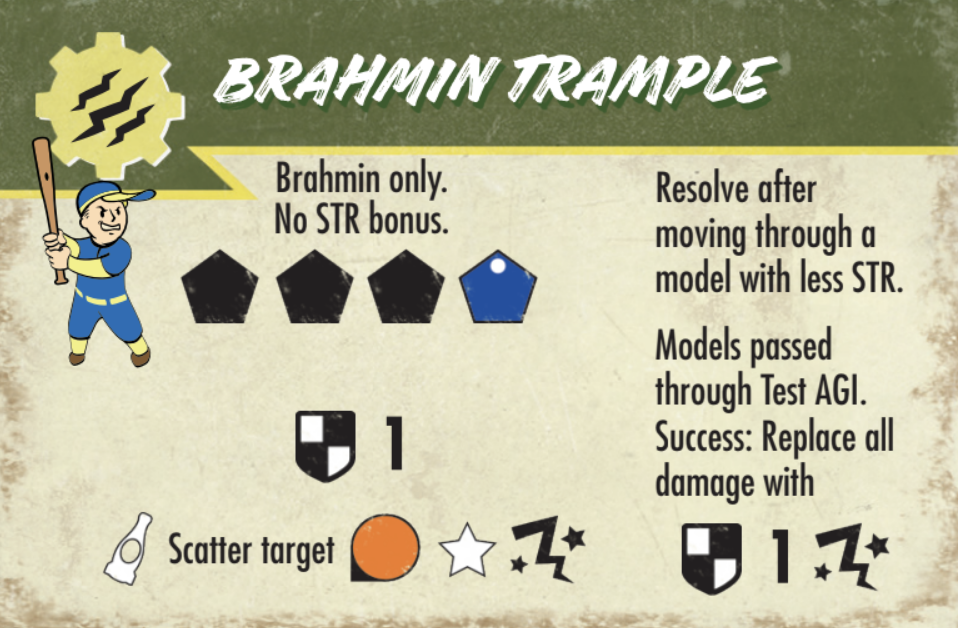 BRAHMIN TRAMPLE
Brahmin only.
No STR bonus.
1
Scatter target
Resolve after
moving through a
model with less STR.
Models passed
through Test AGI.
Success: Replace all
damage with
1